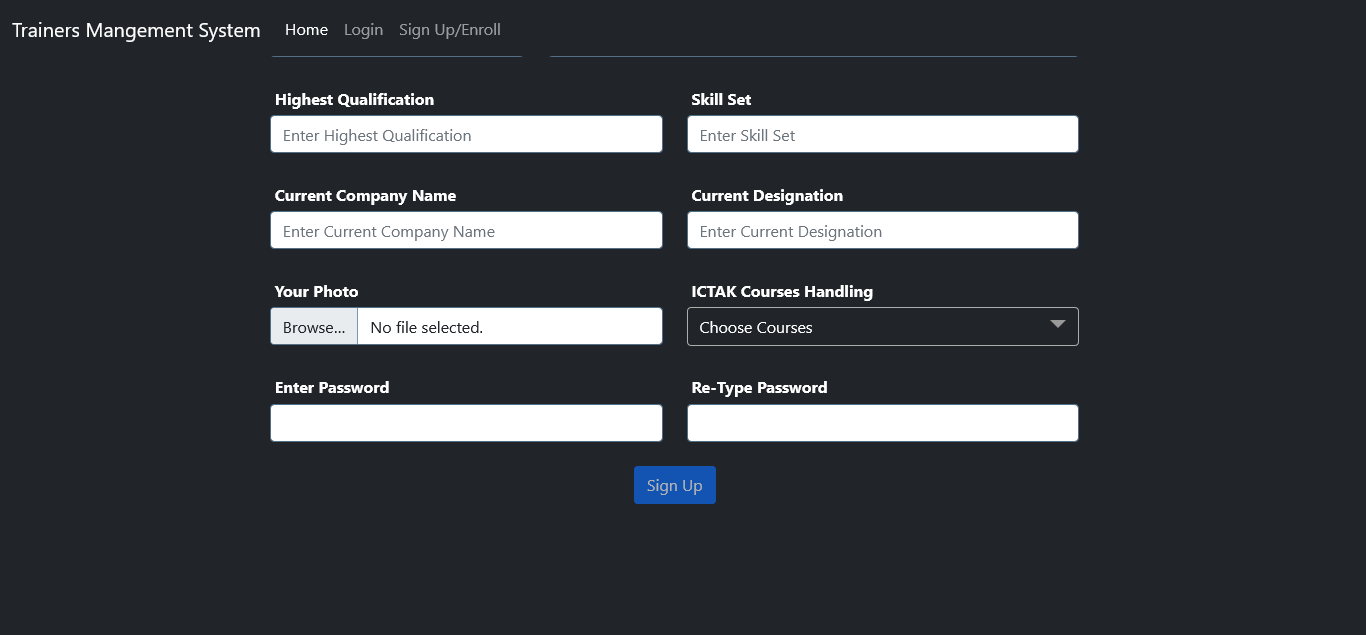 Trainers Mangement System Home Login Sign Up/Enroll
Highest Qualification Skill Set
Enter Highest Qualification Enter Skill Set
Current Company Name Current Designation
Enter Current Company Name Enter Current Designation
Your Photo ICTAK Courses Handling
Browse... No file selected. Choose Courses
Enter Password Re-Type Password
Sign Up